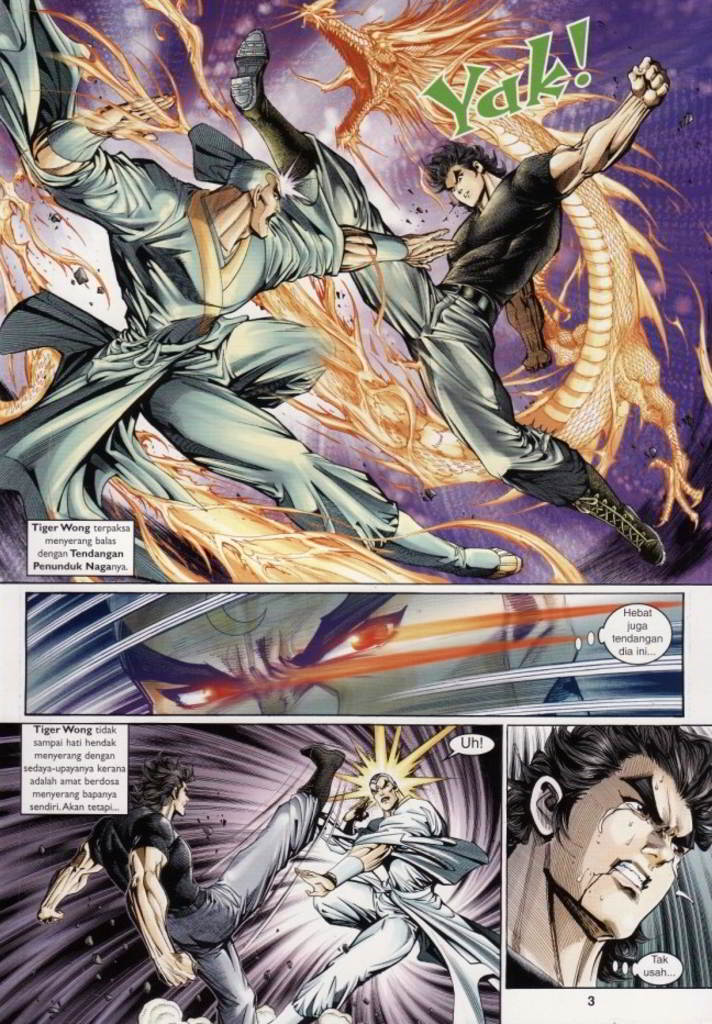 Yak!
Tiger Wong terpaksa
menyerang balas
dengan Tendangan
Penunduk Naganya.
Hebat
juga
tendangan
dia ini...
Tiger Wong tidak
sampai hati hendak
menyerang dengan
sedaya-upayanya kerana
adalah amat berdosa
menyerang bapanya
sendiri. Akan tetapi...
Uh!
Tak
usah...
3